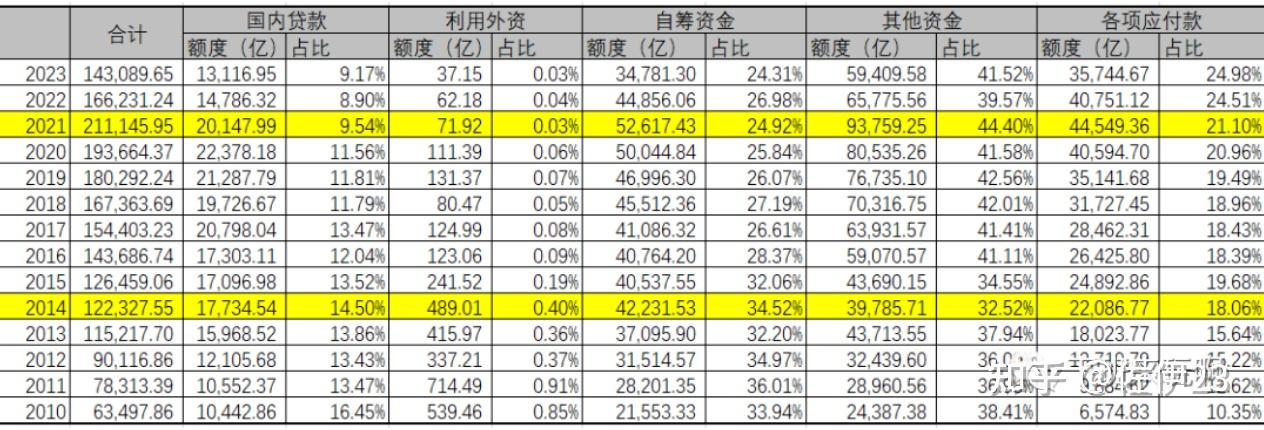 合计 国内贷款 利用外资 自筹资金 其他资金 各项应付款
额度（亿） 占比 额度（亿） 占比 额度（亿） 占比 额度（亿） 占比 额度（亿） 占比
2023 143,089.65 13,116.95 9.17% 37.15 0.03% 34,781.30 24.31% 59,409.58 41.52% 35,744.67 24.98%
2022 166,231.24 14,786.32 8.90% 62.18 0.04% 44,856.06 26.98% 65,775.56 39.57% 40,751.12 24.51%
2021 211,145.95 20,147.99 9.54% 71.92 0.03% 52,617.43 24.92% 93,759.25 44.40% 44,549.36 21.10%
2020 193,664.37 22,378.18 11.56% 111.39 0.06% 50,044.84 25.84% 80,535.26 41.58% 40,594.70 20.96%
2019 180,292.24 21,287.79 11.81% 131.37 0.07% 46,996.30 26.07% 76,735.10 42.56% 35,141.68 19.49%
2018 167,363.69 19,726.67 11.79% 80.47 0.05% 45,512.36 27.19% 70,316.75 42.01% 31,727.45 18.96%
2017 154,403.23 20,798.04 13.47% 124.99 0.08% 41,086.32 26.61% 63,931.57 41.41% 28,462.31 18.43%
2016 143,686.74 17,303.11 12.04% 123.06 0.09% 40,764.20 28.37% 59,070.57 41.11% 26,425.80 18.39%
2015 126,459.06 17,096.98 13.52% 241.52 0.19% 40,537.55 32.06% 43,690.15 34.55% 24,892.86 19.68%
2014 122,327.55 17,734.54 14.50% 489.01 0.40% 42,231.53 34.52% 39,785.71 32.52% 22,086.77 18.06%
2013 115,217.70 15,968.52 13.86% 415.97 0.36% 37,095.90 32.20% 43,713.55 37.94% 18,023.77 15.64%
2012 90,116.86 12,105.68 13.43% 337.21 0.37% 31,514.57 34.97% 32,439.60
2011 78,313.39 10,552.37 13.47% 714.49 0.91% 28,201.35 36.01% 28,960.56
2010 63,497.86 10,442.86 16.45% 539.46 0.85% 21,553.33 33.94% 24,387.38 38.41% 6,574.83 10.35%
知乎